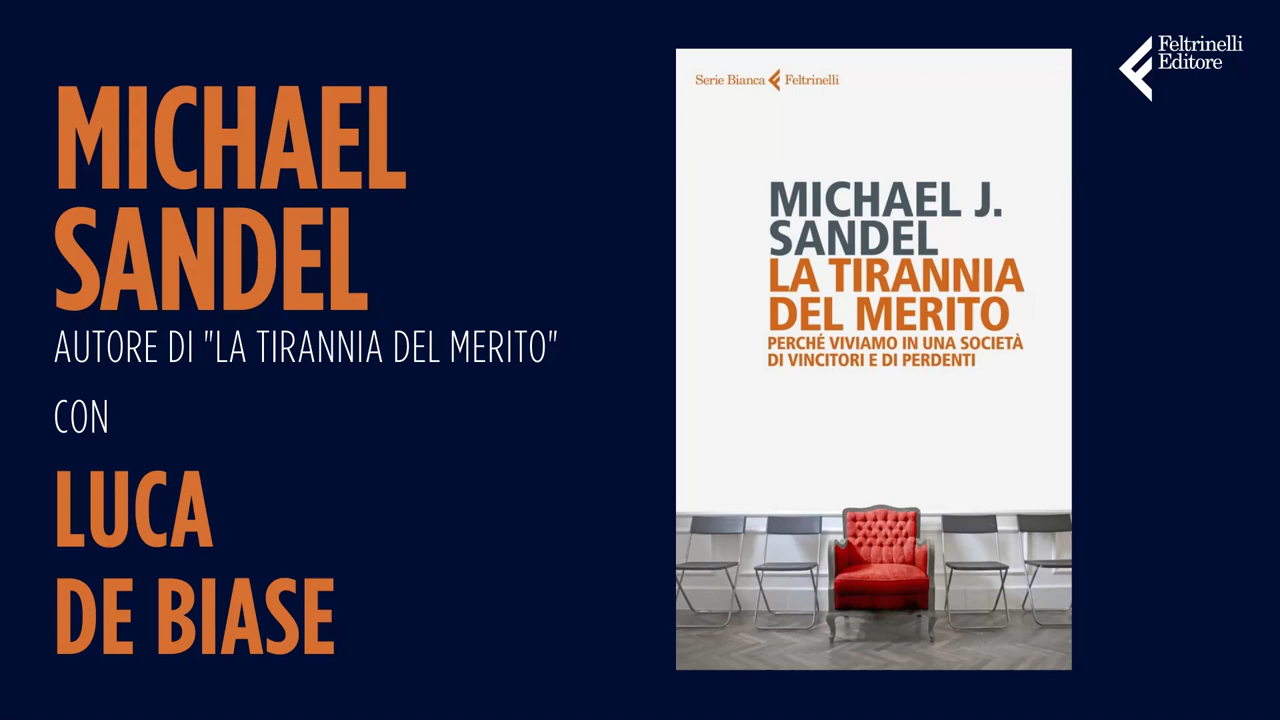 MICHAEL
SANDEL
AUTORE DI "LA TIRANNIA DEL MERITO"
CON
LUCA
DE BIASE
Serie Bianca Feltrinelli
MICHAEL J.
SANDEL
LA TIRANNIA
DEL MERITO
PERCHÉ VIVIAMO IN UNA SOCIETÀ
DI VINCITORI E DI PERDENTI
Feltrinelli
Editore